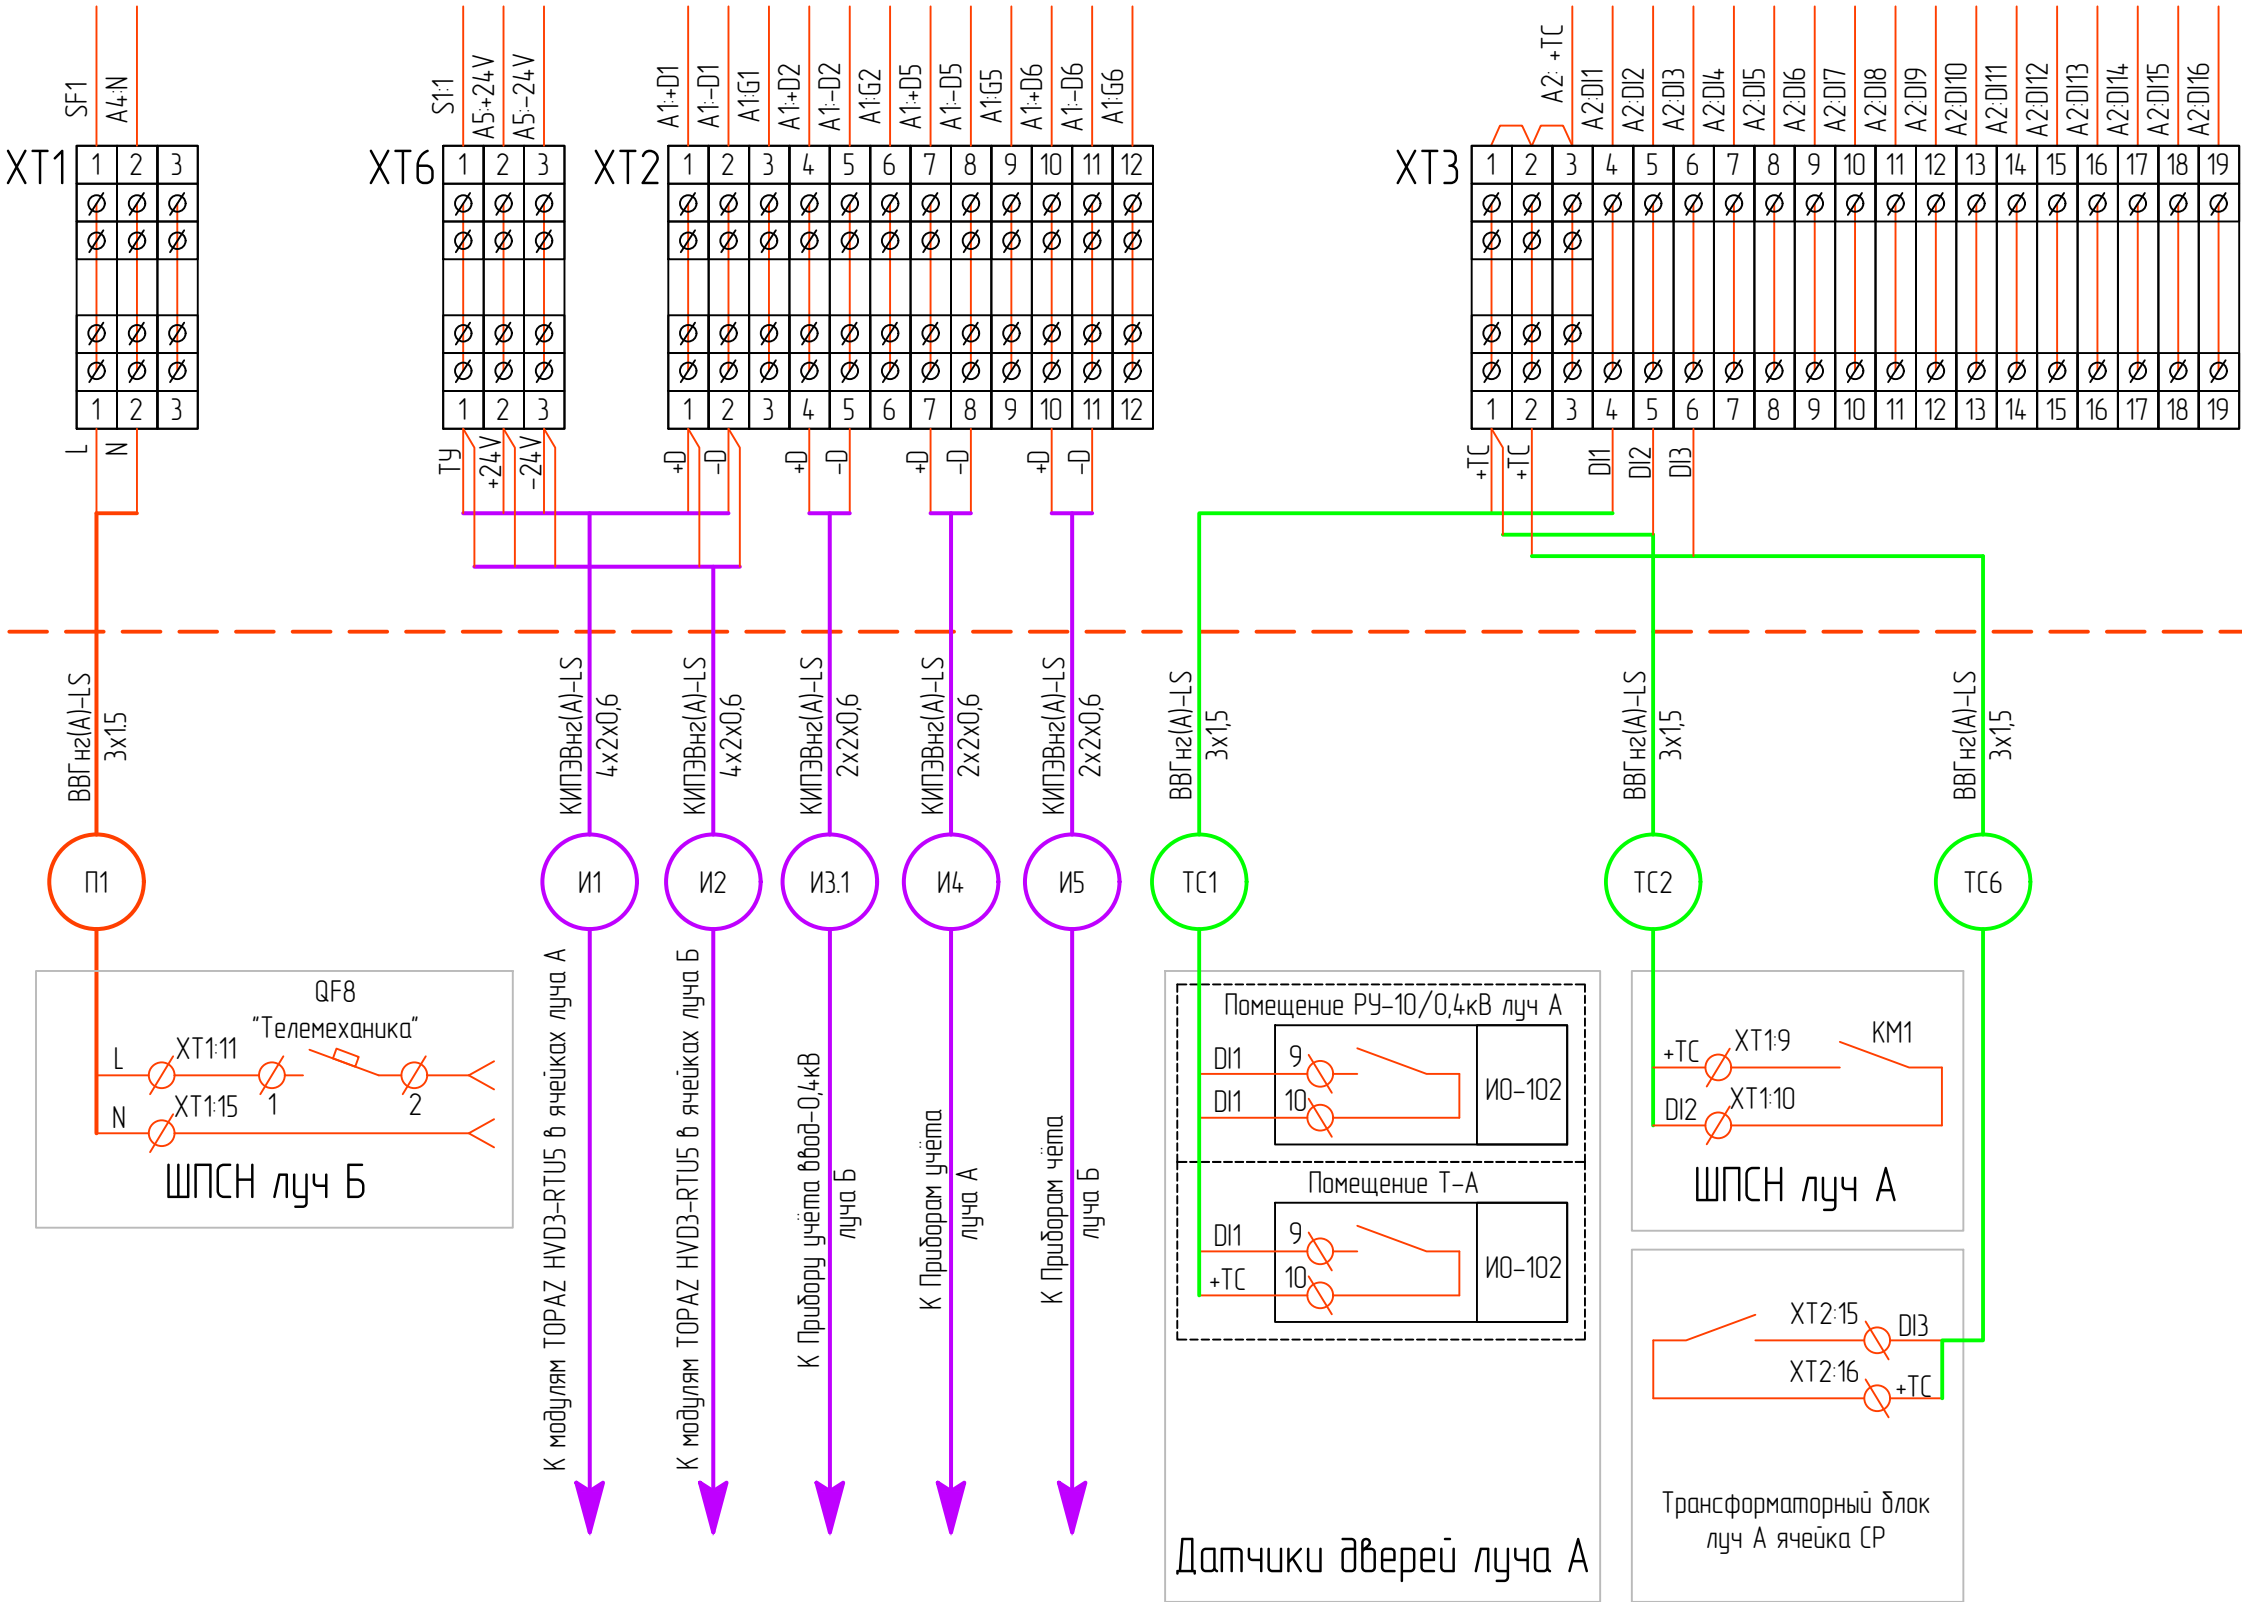 SF1
A4:N
S1:1
A5:+24V
A5:-24V
A1:+D1
A1:-D1
A1:G1
A1:+D2
A1:-D2
A1:G2
A1:+D5
A1:-D5
A1:G5
A1:+D6
A1:-D6
A1:G6
A2: +TC
A2:DI1
A2:DI2
A2:DI3
A2:DI4
A2:DI5
A2:DI6
A2:DI7
A2:DI8
A2:DI9
A2:DI10
A2:DI11
A2:DI12
A2:DI13
A2:DI14
A2:DI15
A2:DI16
XT1
1 2 3
XT6
1 2 3
XT2
1 2 3 4 5 6 7 8 9 10 11 12
XT3
1 2 3 4 5 6 7 8 9 10 11 12 13 14 15 16 17 18 19
1 2 3
1 2 3
1 2 3 4 5 6 7 8 9 10 11 12
1 2 3 4 5 6 7 8 9 10 11 12 13 14 15 16 17 18 19
L
N
ТУ
+24V
-24V
+D
-D
+D
-D
+D
-D
+D
-D
+TC
+TC
DI1
DI2
DI3
ВВГнг(А)-LS
3х1.5
КИПЭВнг(А)-LS
4х2х0,6
КИПЭВнг(А)-LS
4х2х0,6
КИПЭВнг(А)-LS
2х2х0,6
КИПЭВнг(А)-LS
2х2х0,6
КИПЭВнг(А)-LS
2х2х0,6
ВВГнг(А)-LS
3х1,5
ВВГнг(А)-LS
3х1,5
ВВГнг(А)-LS
3х1,5
П1
И1
И2
И3.1
И4
И5
ТС1
ТС2
ТС6
QF8
"Телемеханика"
L
XT1:11
1
2
N
XT1:15
ШПСН луч Б
К модулям TOPAZ HVD3-RTU5 в ячейках луча А
К модулям TOPAZ HVD3-RTU5 в ячейках луча Б
К Прибору учёта ввод-0,4кВ
луча Б
К Приборам учёта
луча А
К Приборам чёта
луча Б
Помещение РУ-10/0,4кВ луч А
DI1
9
DI1
10
ИО-102
Помещение Т-А
DI1
9
+TC
10
ИО-102
Датчики дверей луча А
+TC
XT1:9
KM1
DI2
XT1:10
ШПСН луч А
XT2:15
DI3
XT2:16
+TC
Трансформаторный блок
луч А ячейка СР